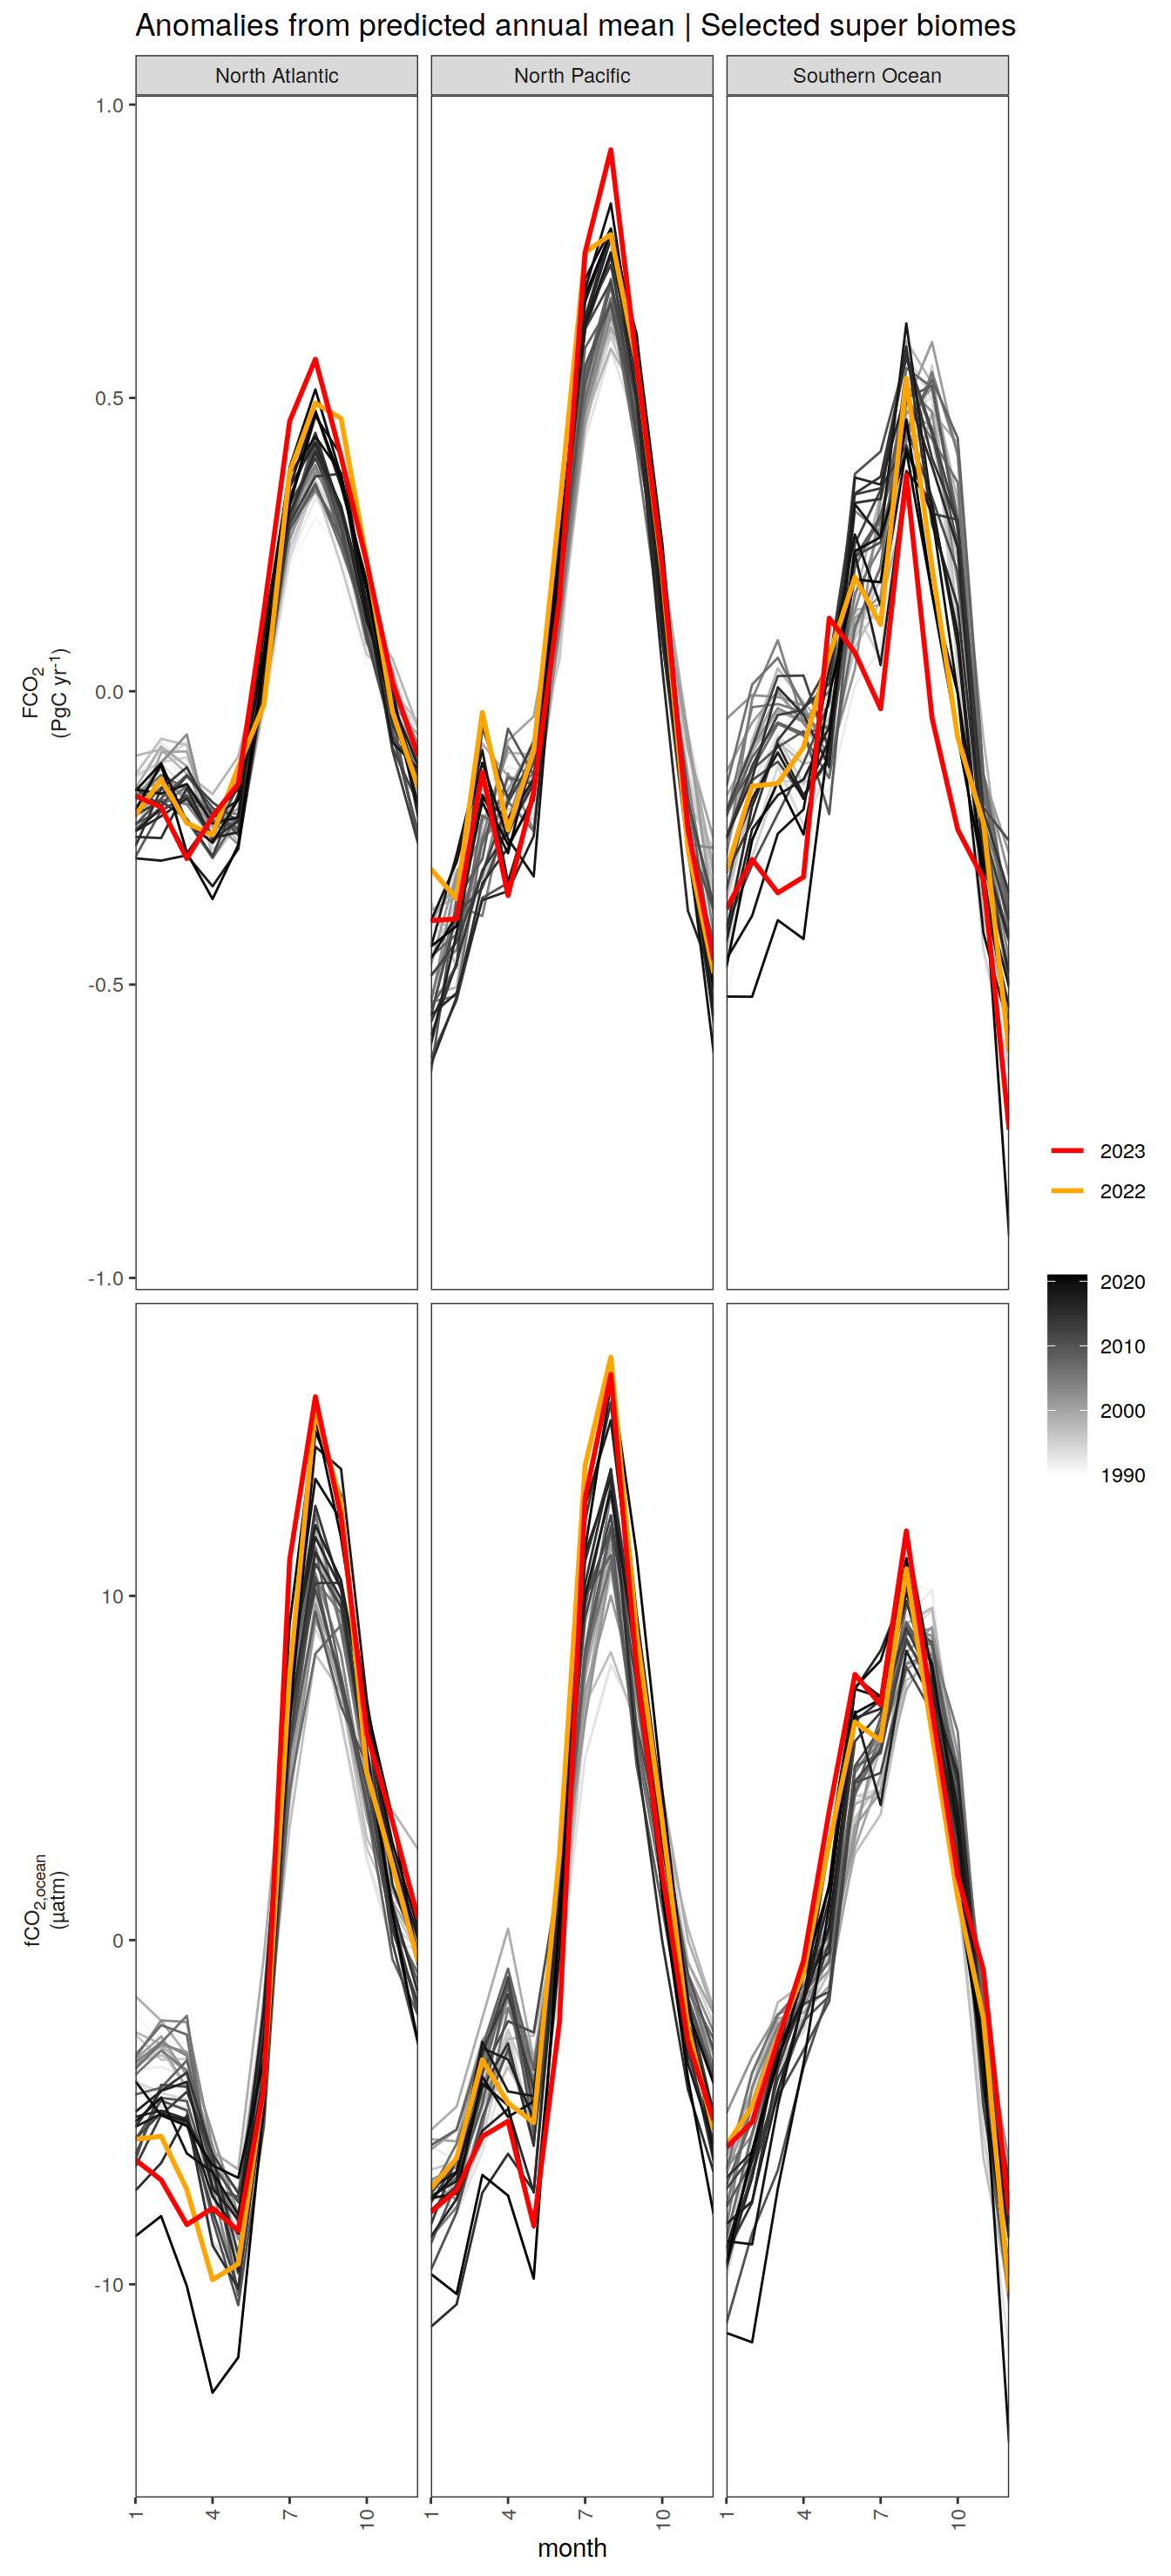 Anomalies from predicted annual mean | Selected super biomes
North Atlantic
North Pacific
Southern Ocean
1.0
0.5
0.0
-0.5
-1.0
FCO₂
(PgC yr⁻¹)
2023
2022
2020
2010
2000
1990
10
0
-10
fCO₂,ocean
(µatm)
1 4 7 10
1 4 7 10
1 4 7 10
month